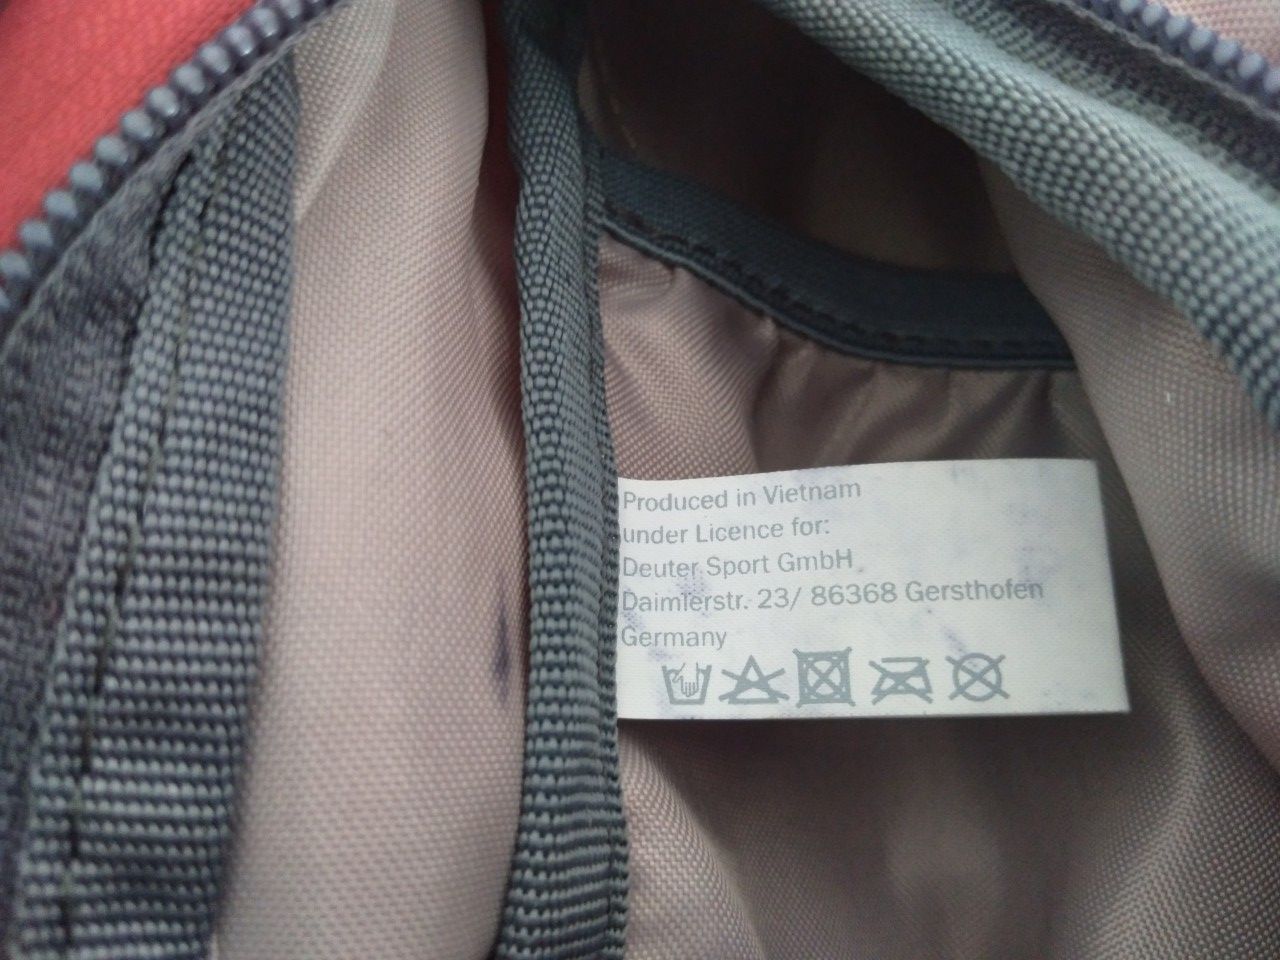 Produced in Vietnam
under Licence for:
Deuter Sport GmbH
Daimlerstr. 23/ 86368 Gersthofen
Germany